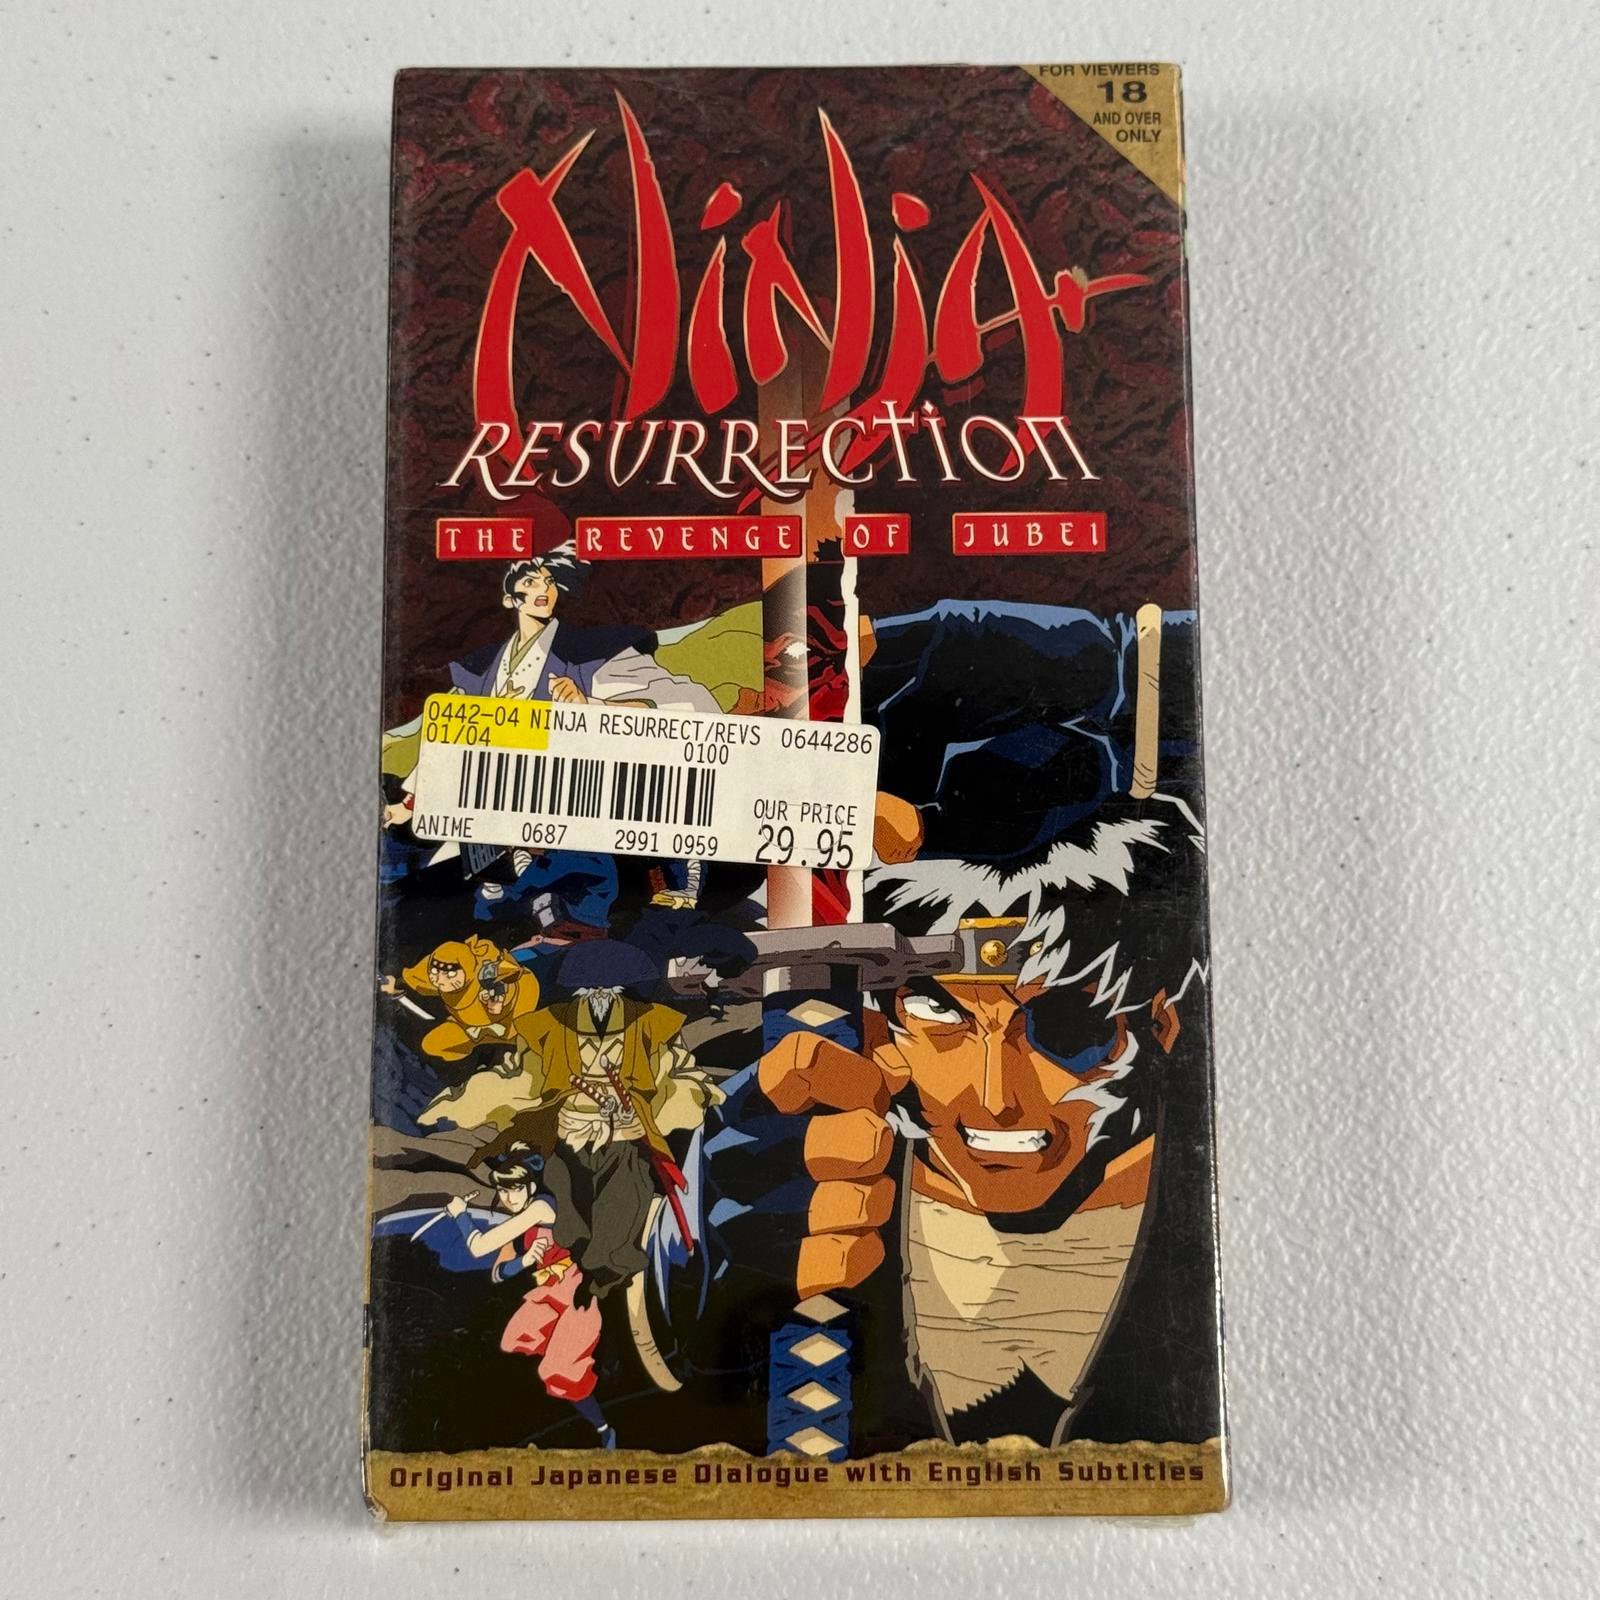 FOR VIEWERS
18
AND OVER
ONLY
NINJA
RESURRECTION
THE REVENGE OF JUBEI
0442-04 NINJA RESURRECT/REVS 0644286
01/04 0100
OUR PRICE
ANIME 0687 2991 0959 29.95
Original Japanese Dialogue with English Subtitles